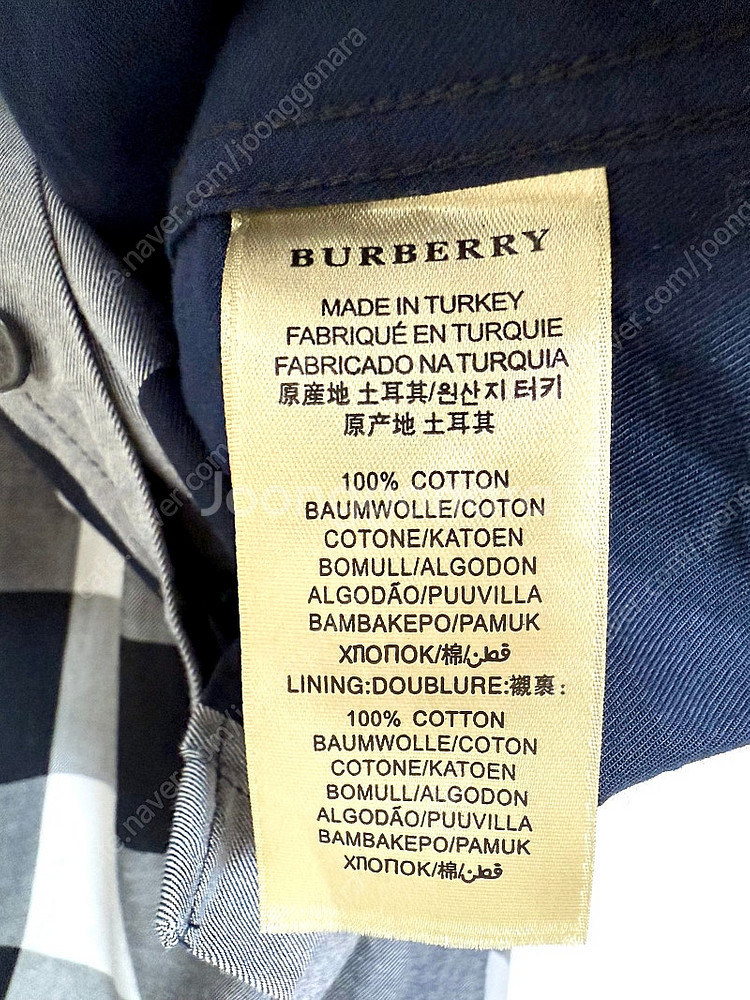 BURBERRY
MADE IN TURKEY
FABRIQUÉ EN TURQUIE
FABRICADO NA TURQUIA
原産地 土耳其/원산지 터키
原产地 土耳其
100% COTTON
BAUMWOLLE/COTON
COTONE/KATOEN
BOMULL/ALGODON
ALGODÃO/PUUVILLA
BAMBAKEPO/PAMUK
ХЛОПОК/棉/قطن
LINING:DOUBLURE:襯裏:
100% COTTON
BAUMWOLLE/COTON
COTONE/KATOEN
BOMULL/ALGODON
ALGODÃO/PUUVILLA
BAMBAKEPO/PAMUK
ХЛОПОК/棉/قطن